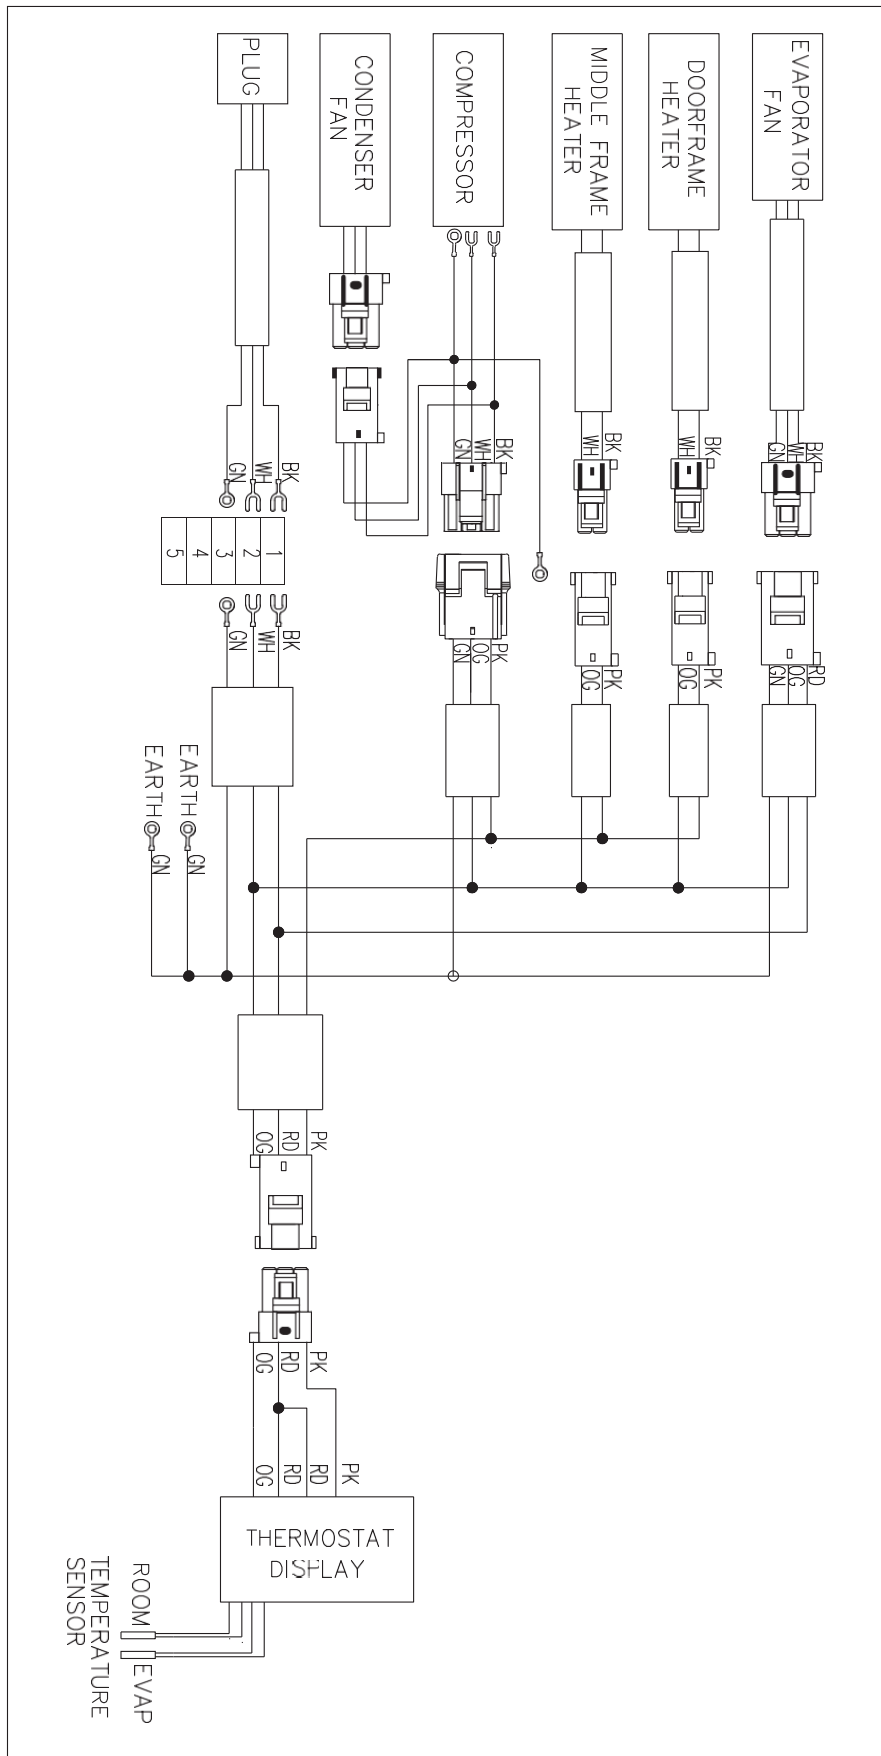 PLUG
CONDENSER
FAN
COMPRESSOR
MIDDLE FRAME
HEATER
DOORFRAME
HEATER
EVAPORATOR
FAN
GN
WH
BK
GN
WH
BK
WH
BK
WH
BK
GN
WH
BK
5
4
3
2
1
GN
WH
BK
GN
OG
PK
OG
PK
OG
PK
GN
OG
RD
EARTH
EARTH
GN
GN
OG
RD
PK
OG
RD
PK
OG
RD
RD
PK
THERMOSTAT
DISPLAY
ROOM
EVAP
TEMPERATURE
SENSOR